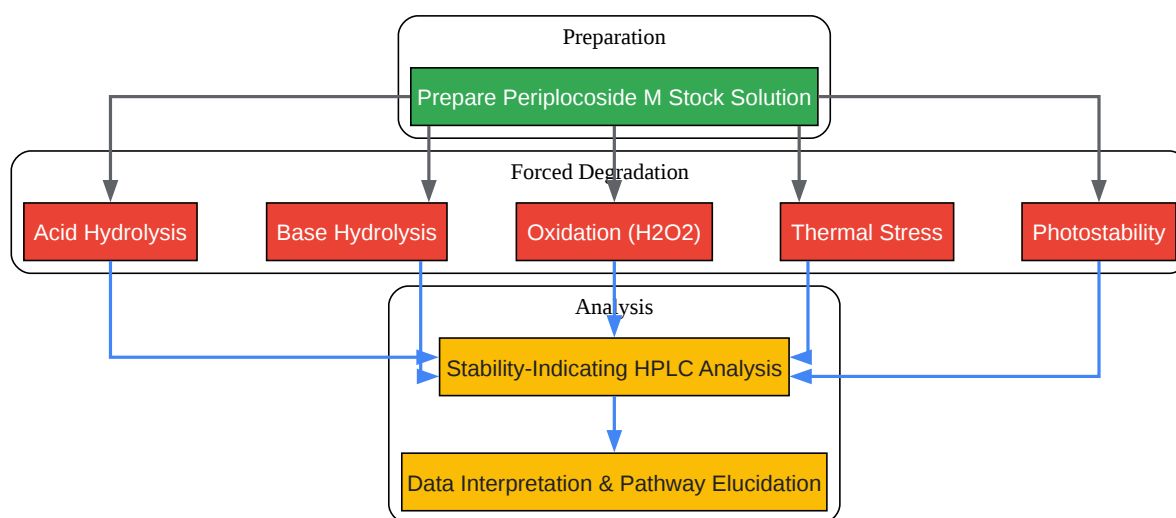 Preparation
Prepare Periplocoside M Stock Solution
Forced Degradation
Acid Hydrolysis
Base Hydrolysis
Oxidation (H2O2)
Thermal Stress
Photostability
Analysis
Stability-Indicating HPLC Analysis
Data Interpretation & Pathway Elucidation